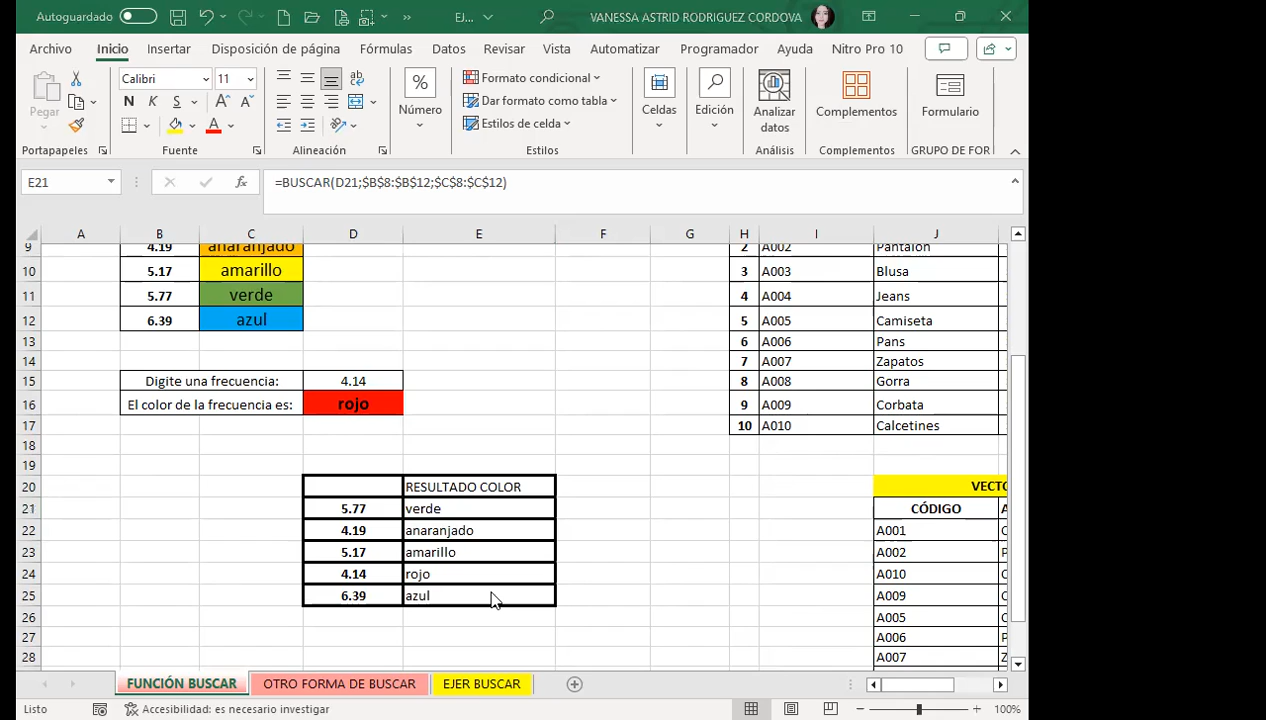 Autoguardado
EJ...
VANESSA ASTRID RODRIGUEZ CORDOVA
Archivo Inicio Insertar Disposición de página Fórmulas Datos Revisar Vista Automatizar Programador Ayuda Nitro Pro 10
Pegar
Calibri 11
N K S
Número
Formato condicional
Dar formato como tabla
Estilos de celda
Celdas
Edición
Analizar datos
Complementos
Formulario
Portapapeles Fuente Alineación Estilos Análisis Complementos GRUPO DE FOR
E21 fx =BUSCAR(D21;$B$8:$B$12;$C$8:$C$12)
A B C D E F G H I J
9 4.19 anaranjado 2 A002 Pantalón
10 5.17 amarillo 3 A003 Blusa
11 5.77 verde 4 A004 Jeans
12 6.39 azul 5 A005 Camiseta
13 6 A006 Pans
14 7 A007 Zapatos
15 Digite una frecuencia: 4.14 8 A008 Gorra
16 El color de la frecuencia es: rojo 9 A009 Corbata
17 10 A010 Calcetines
18
19
20 RESULTADO COLOR VECTO
21 5.77 verde CÓDIGO
22 4.19 anaranjado A001
23 5.17 amarillo A002
24 4.14 rojo A010
25 6.39 azul A009
26 A005
27 A006
28 A007
FUNCIÓN BUSCAR OTRO FORMA DE BUSCAR EJER BUSCAR
Listo Accesibilidad: es necesario investigar 100%